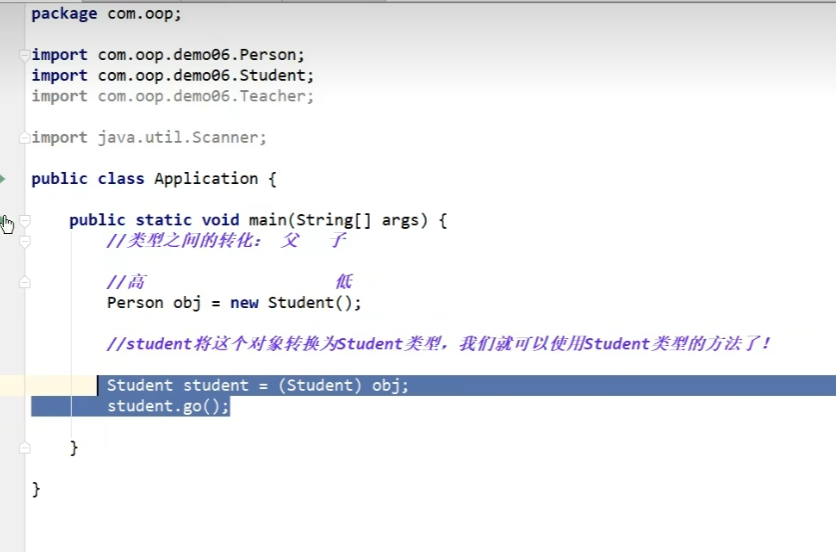 package com.oop;
import com.oop.demo06.Person;
import com.oop.demo06.Student;
import com.oop.demo06.Teacher;
import java.util.Scanner;
public class Application {
public static void main(String[] args) {
//类型之间的转化: 父 子
//高 低
Person obj = new Student();
//student将这个对象转换为Student类型，我们就可以使用Student类型的方法了!
Student student = (Student) obj;
student.go();
}
}